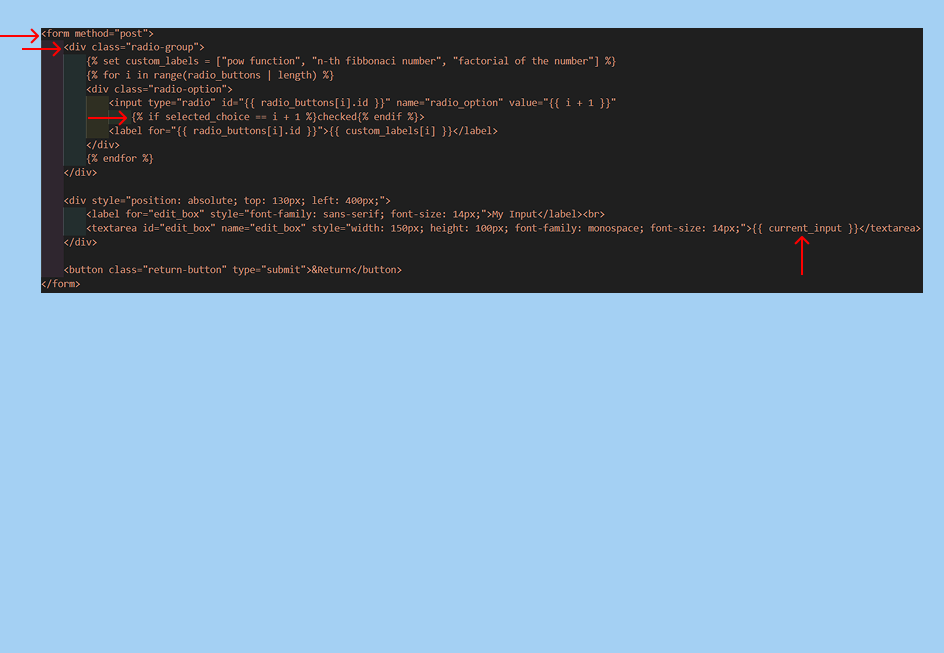 <form method="post">
<div class="radio-group">
{% set custom_labels = ["pow function", "n-th fibbonaci number", "factorial of the number"] %}
{% for i in range(radio_buttons | length) %}
<div class="radio-option">
<input type="radio" id="{{ radio_buttons[i].id }}" name="radio_option" value="{{ i + 1 }}"
{% if selected_choice == i + 1 %}checked{% endif %}>
<label for="{{ radio_buttons[i].id }}">{{ custom_labels[i] }}</label>
</div>
{% endfor %}
</div>
<div style="position: absolute; top: 130px; left: 400px;">
<label for="edit_box" style="font-family: sans-serif; font-size: 14px;">My Input</label><br>
<textarea id="edit_box" name="edit_box" style="width: 150px; height: 100px; font-family: monospace; font-size: 14px;">{{ current_input }}</textarea>
</div>
<button class="return-button" type="submit">&Return</button>
</form>